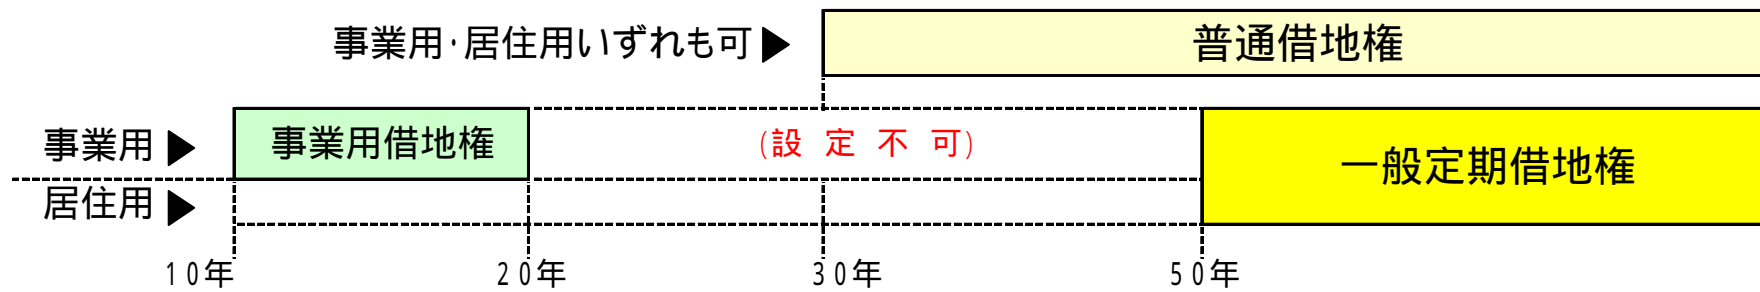 事業用・居住用いずれも可▶ 普通借地権
事業用▶ 事業用借地権 (設 定 不 可) 一般定期借地権
居住用▶
10年 20年 30年 50年